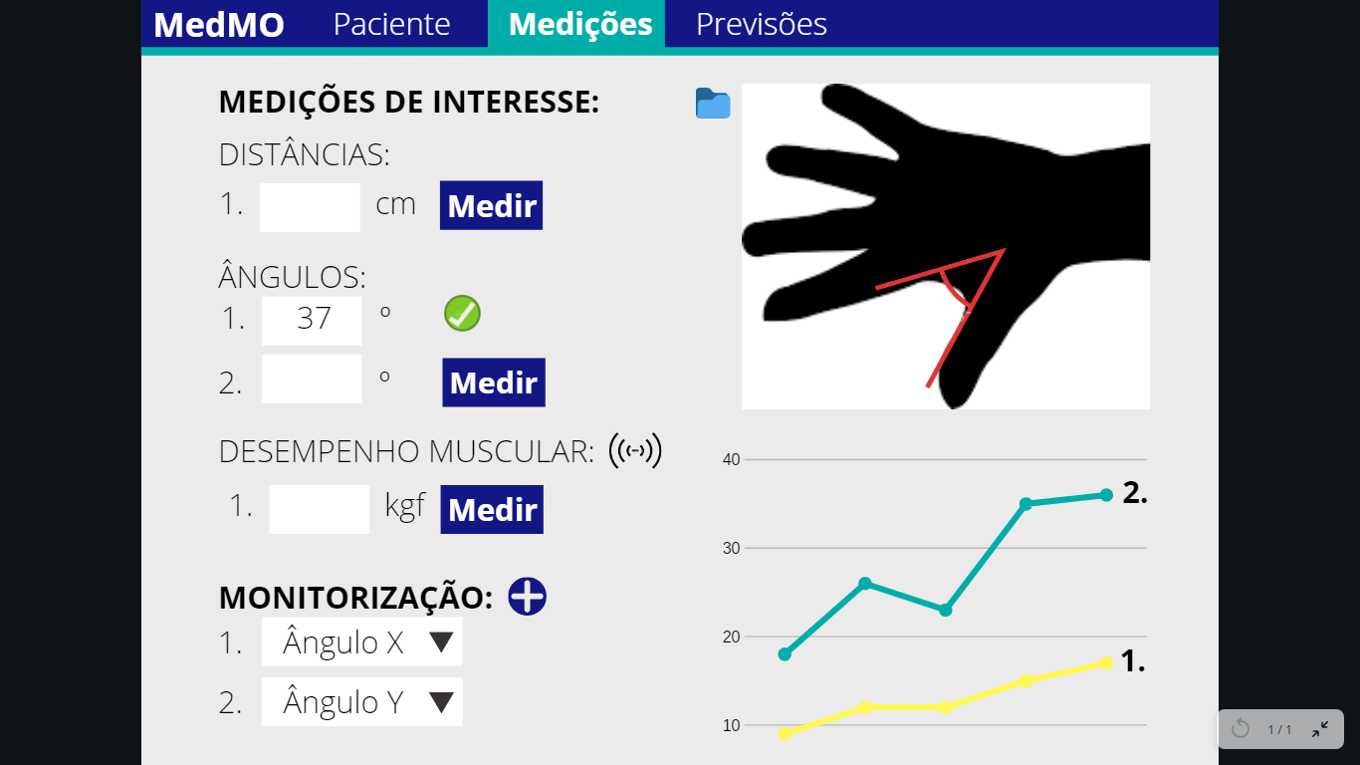 MedMO Paciente Medições Previsões
MEDIÇÕES DE INTERESSE:
DISTÂNCIAS:
1. cm Medir
ÂNGULOS:
1. 37 º
2. º Medir
DESEMPENHO MUSCULAR:
1. kgf Medir
MONITORIZAÇÃO:
1. Ângulo X
2. Ângulo Y
40
2.
30
20
1.
10
1 / 1